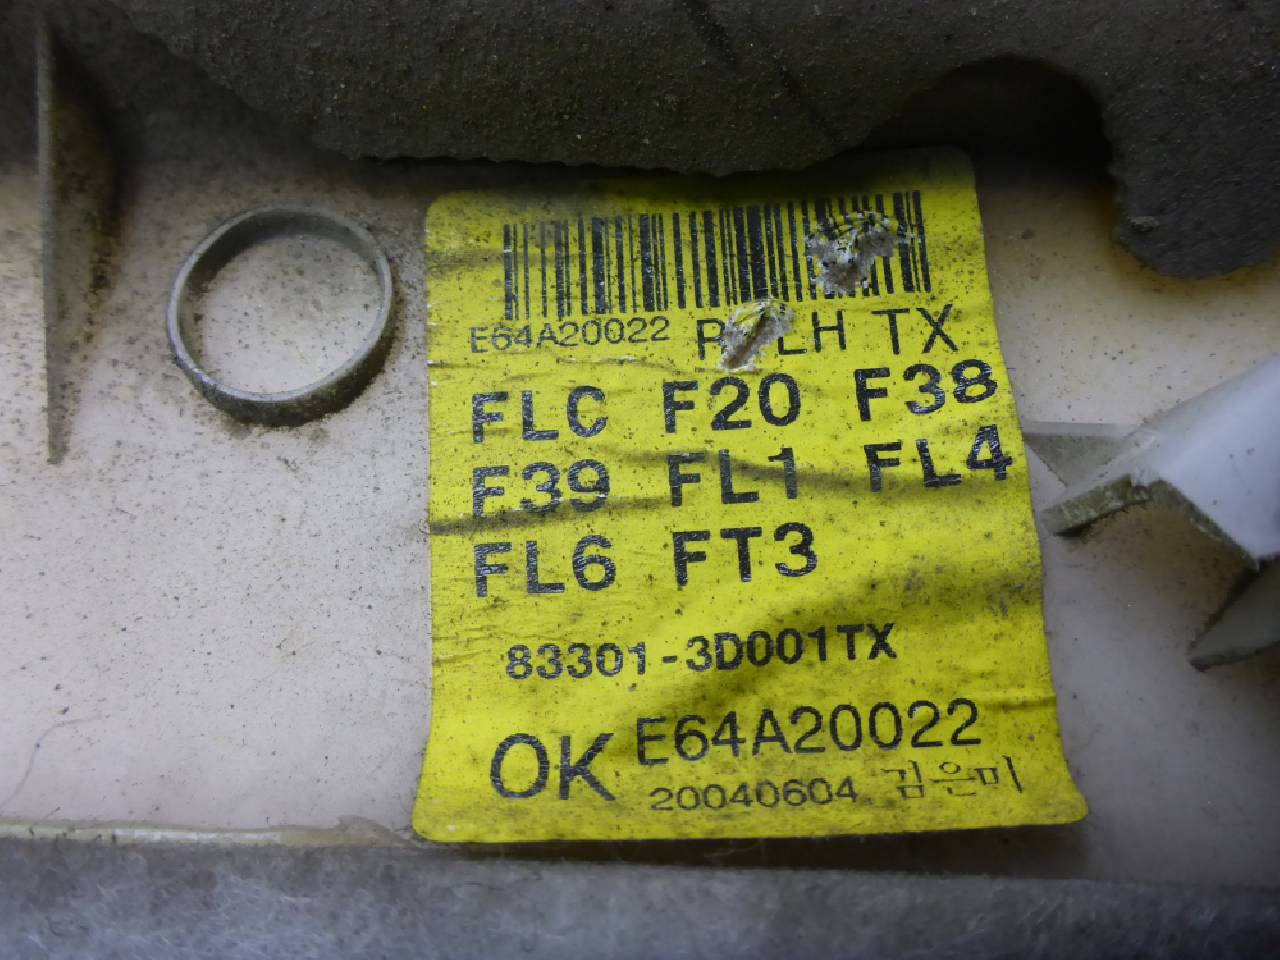 E64A20022 LH TX
FLC F20 F38
F39 FL1 FL4
FL6 FT3
83301-3D001TX
OK E64A20022
20040604 김은미